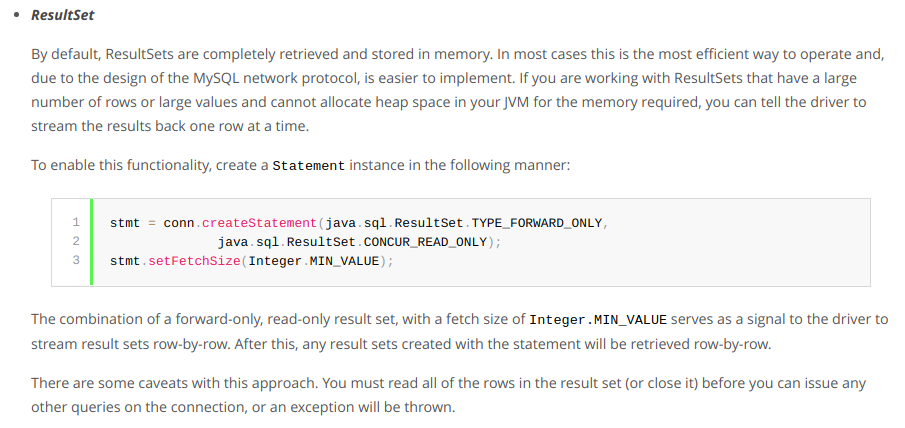 • ResultSet
By default, ResultSets are completely retrieved and stored in memory. In most cases this is the most efficient way to operate and,
due to the design of the MySQL network protocol, is easier to implement. If you are working with ResultSets that have a large
number of rows or large values and cannot allocate heap space in your JVM for the memory required, you can tell the driver to
stream the results back one row at a time.
To enable this functionality, create a Statement instance in the following manner:
1 stmt = conn.createStatement(java.sql.ResultSet.TYPE_FORWARD_ONLY,
2 java.sql.ResultSet.CONCUR_READ_ONLY);
3 stmt.setFetchSize(Integer.MIN_VALUE);
The combination of a forward-only, read-only result set, with a fetch size of Integer.MIN_VALUE serves as a signal to the driver to
stream result sets row-by-row. After this, any result sets created with the statement will be retrieved row-by-row.
There are some caveats with this approach. You must read all of the rows in the result set (or close it) before you can issue any
other queries on the connection, or an exception will be thrown.